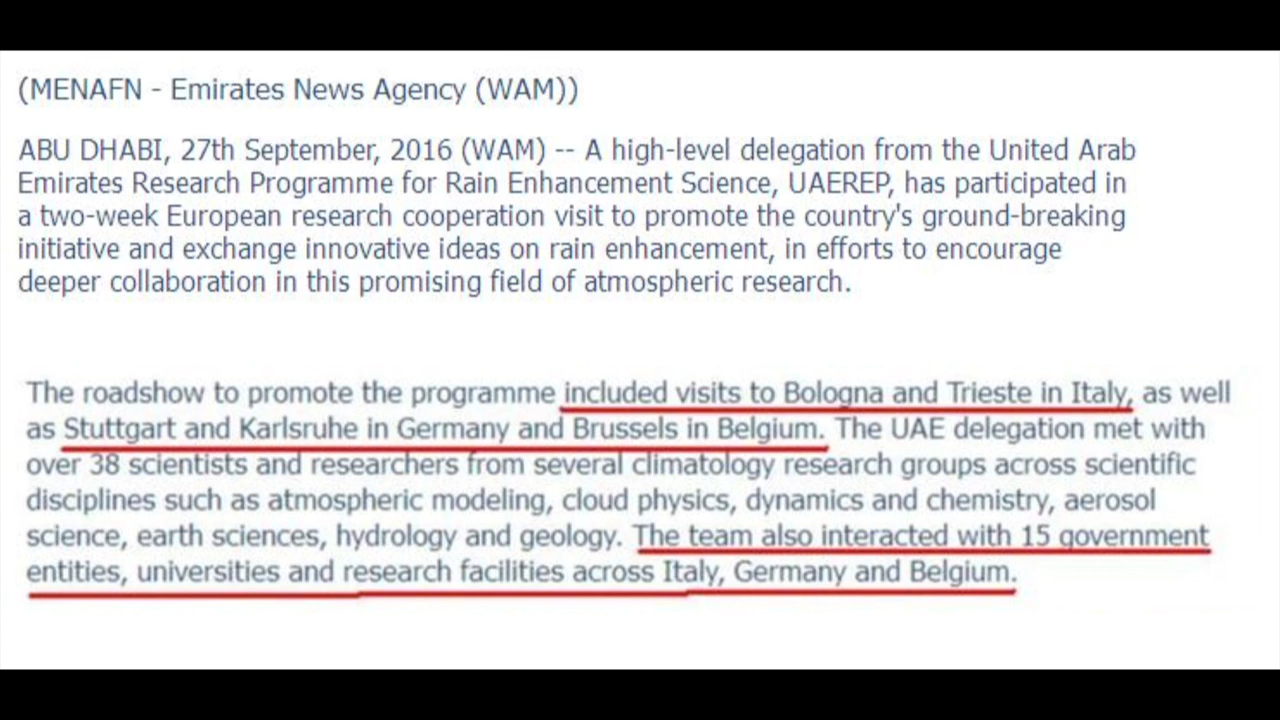 (MENAFN - Emirates News Agency (WAM))
ABU DHABI, 27th September, 2016 (WAM) -- A high-level delegation from the United Arab
Emirates Research Programme for Rain Enhancement Science, UAEREP, has participated in
a two-week European research cooperation visit to promote the country's ground-breaking
initiative and exchange innovative ideas on rain enhancement, in efforts to encourage
deeper collaboration in this promising field of atmospheric research.
The roadshow to promote the programme included visits to Bologna and Trieste in Italy, as well
as Stuttgart and Karlsruhe in Germany and Brussels in Belgium. The UAE delegation met with
over 38 scientists and researchers from several climatology research groups across scientific
disciplines such as atmospheric modeling, cloud physics, dynamics and chemistry, aerosol
science, earth sciences, hydrology and geology. The team also interacted with 15 government
entities, universities and research facilities across Italy, Germany and Belgium.